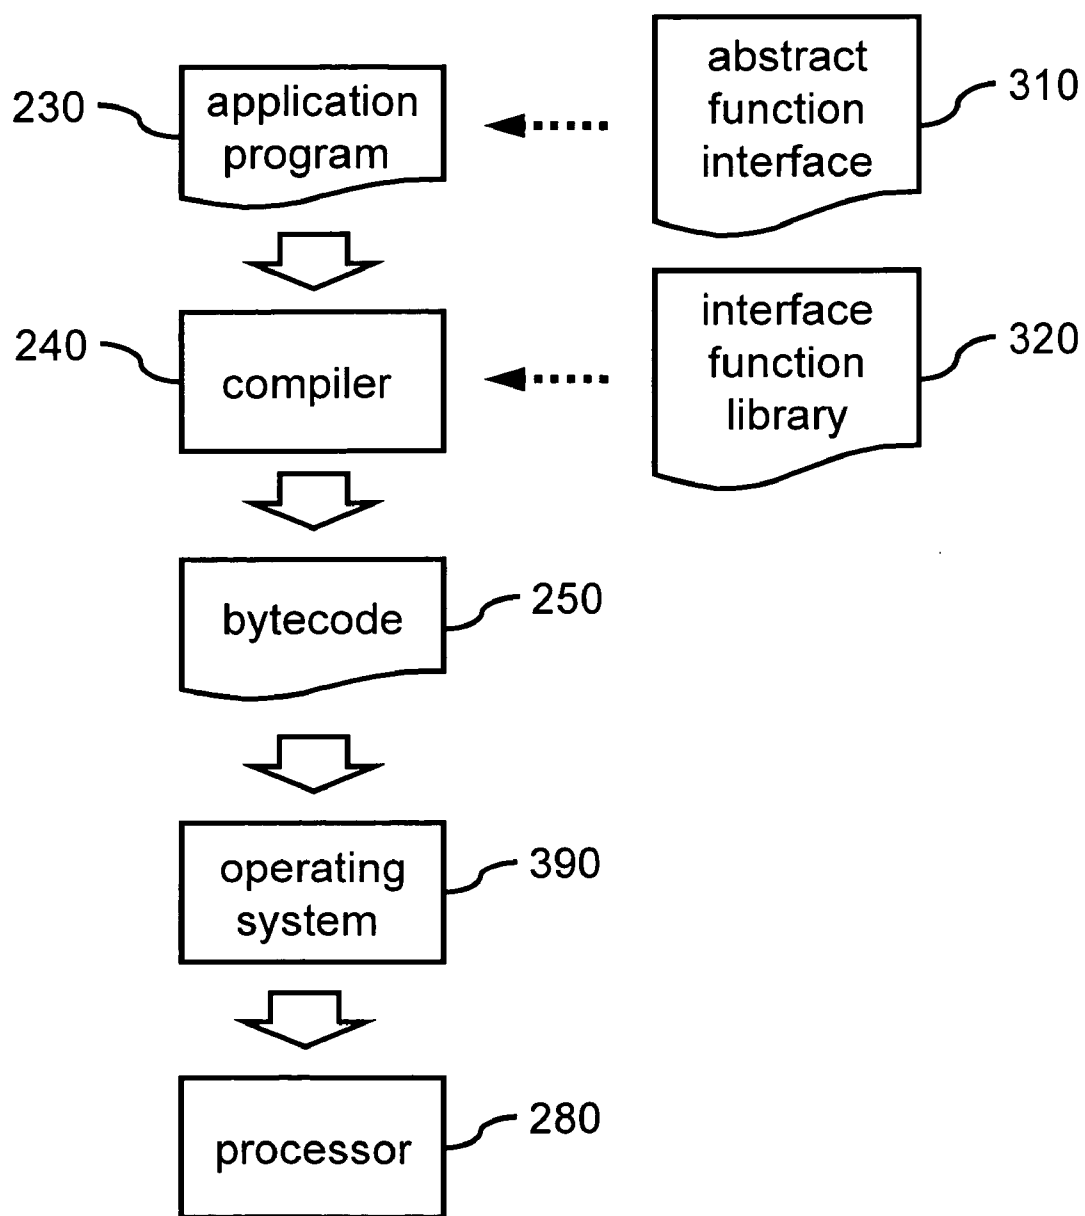 230
application
program
abstract
function
interface
310
240
compiler
interface
function
library
320
bytecode
250
operating
system
390
processor
280